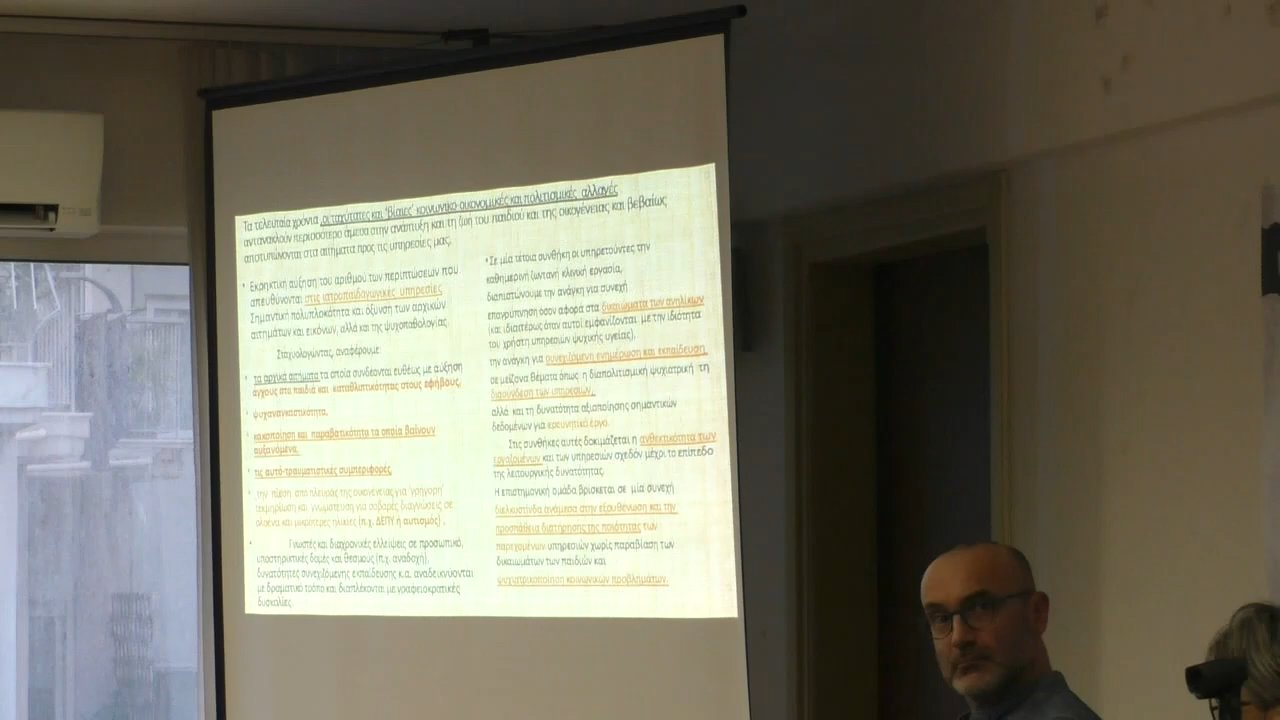 Τα τελευταία χρόνια ,οι ταχύτατες και 'βίαιες' κοινωνικο-οικονομικές και πολιτισμικές αλλαγές
αντανακλούν περισσότερο άμεσα στην ανάπτυξη και τη ζωή του παιδιού και της οικογένειας και βεβαίως
αποτυπώνονται στα αιτήματα προς τις υπηρεσίες μας.
• Εκρηκτική αύξηση του αριθμού των περιπτώσεων που
απευθύνονται στις ιατροπαιδαγωγικές υπηρεσίες
Σημαντική πολυπλοκότητα και όξυνση των αρχικών
αιτημάτων και εικόνων, αλλά και της ψυχοπαθολογίας.
Σταχυολογώντας, αναφέρουμε:
• τα αρχικά αιτήματα τα οποία συνδέονται ευθέως με αύξηση
άγχους στα παιδιά και καταθλιπτικότητας στους εφήβους,
• ψυχαναγκαστικότητα,
• κακοποίηση και παραβατικότητα τα οποία βαίνουν
αυξανόμενα,
• τις αυτό-τραυματιστικές συμπεριφορές,
• την πίεση από πλευράς της οικογένειας για 'γρήγορη'
τεκμηρίωση και γνωμάτευση για σοβαρές διαγνώσεις σε
ολοένα και μικρότερες ηλικίες (π.χ. ΔΕΠΥ ή αυτισμός) ,
• Γνωστές και διαχρονικές ελλείψεις σε προσωπικό,
υποστηρικτικές δομές και θεσμούς (π.χ. αναδοχή),
δυνατότητες συνεχιζόμενης εκπαίδευσης κ.α. αναδεικνύονται
με δραματικό τρόπο και διαπλέκονται με γραφειοκρατικές
δυσκολίες
• Σε μία τέτοια συνθήκη οι υπηρετούντες την
καθημερινή ζωντανή κλινική εργασία,
διαπιστώνουμε την ανάγκη για συνεχή
επαγρύπνηση όσον αφορά στα δικαιώματα των ανηλίκων
(και ιδιαιτέρως όταν αυτοί εμφανίζονται με την ιδιότητα
του χρήστη υπηρεσιών ψυχικής υγείας),
την ανάγκη για συνεχιζόμενη ενημέρωση και εκπαίδευση
σε μείζονα θέματα όπως η διαπολιτισμική ψυχιατρική τη
διασύνδεση των υπηρεσιών,
αλλά και τη δυνατότητα αξιοποίησης σημαντικών
δεδομένων για ερευνητικό έργο.
Στις συνθήκες αυτές δοκιμάζεται η ανθεκτικότητα των
εργαζομένων και των υπηρεσιών σχεδόν μέχρι το επίπεδο
της λειτουργικής δυνατότητας.
Η επιστημονική ομάδα βρίσκεται σε μία συνεχή
διελκυστίνδα ανάμεσα στην εξουθένωση και την
προσπάθεια διατήρησης της ποιότητας των
παρεχομένων υπηρεσιών χωρίς παραβίαση των
δικαιωμάτων των παιδιών και
ψυχιατρικοποίηση κοινωνικών προβλημάτων.